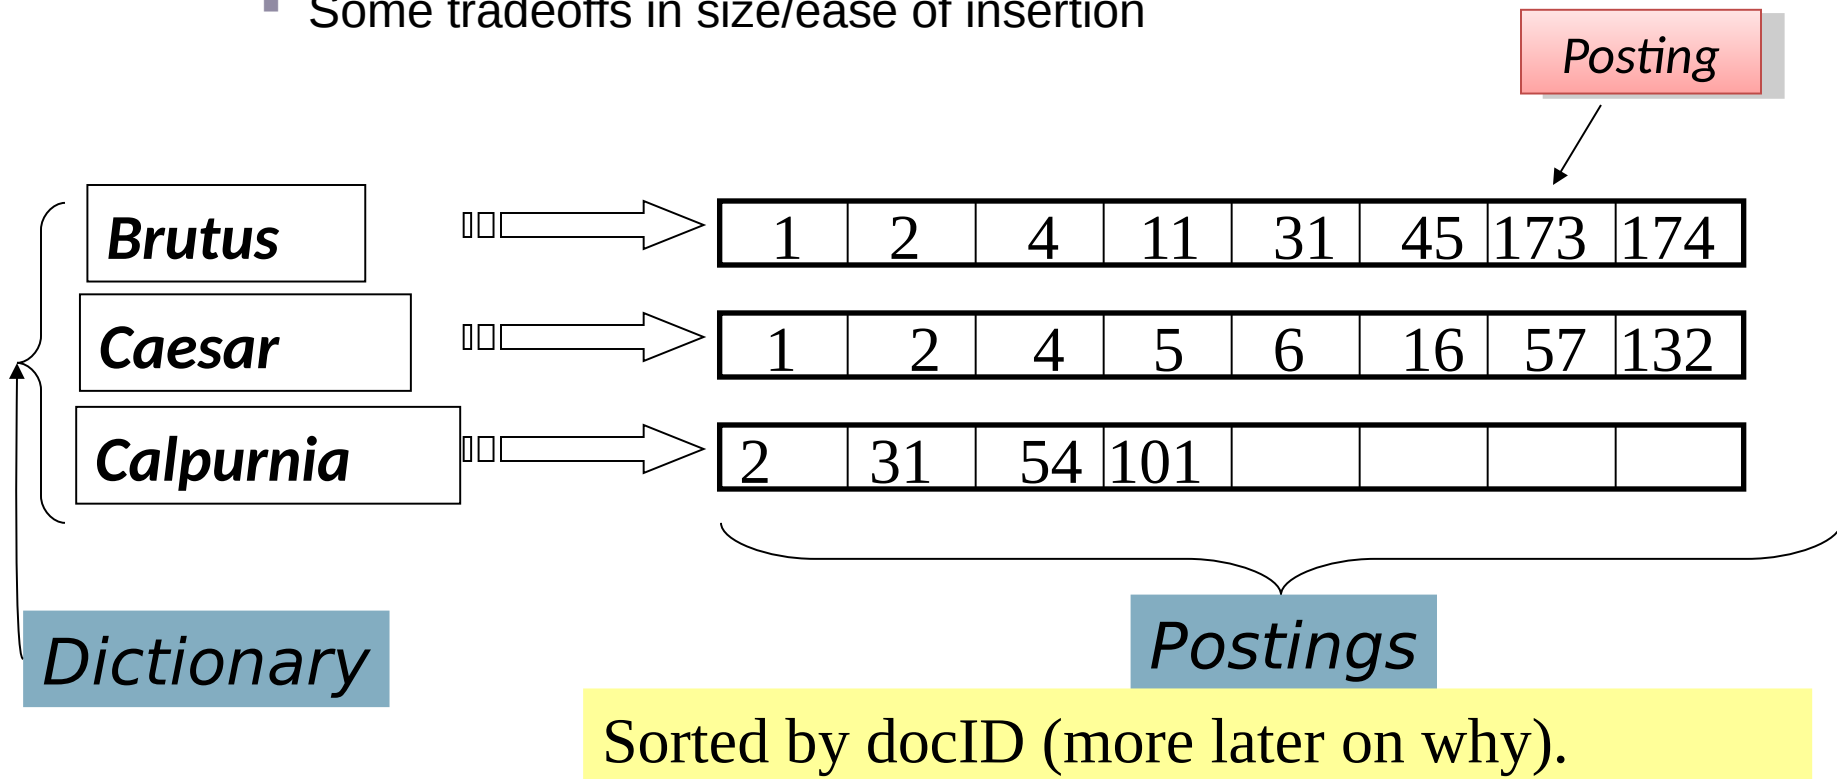 Some tradeoffs in size/ease of insertion
Posting
Brutus 1 2 4 11 31 45 173 174
Caesar 1 2 4 5 6 16 57 132
Calpurnia 2 31 54 101
Dictionary
Postings
Sorted by docID (more later on why).